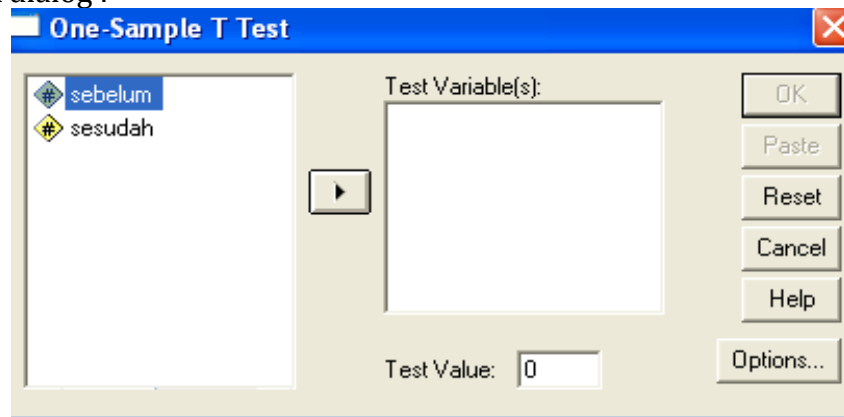 One-Sample T Test
sebelum
sesudah
Test Variable(s):
OK
Paste
Reset
Cancel
Help
Options...
Test Value: 0